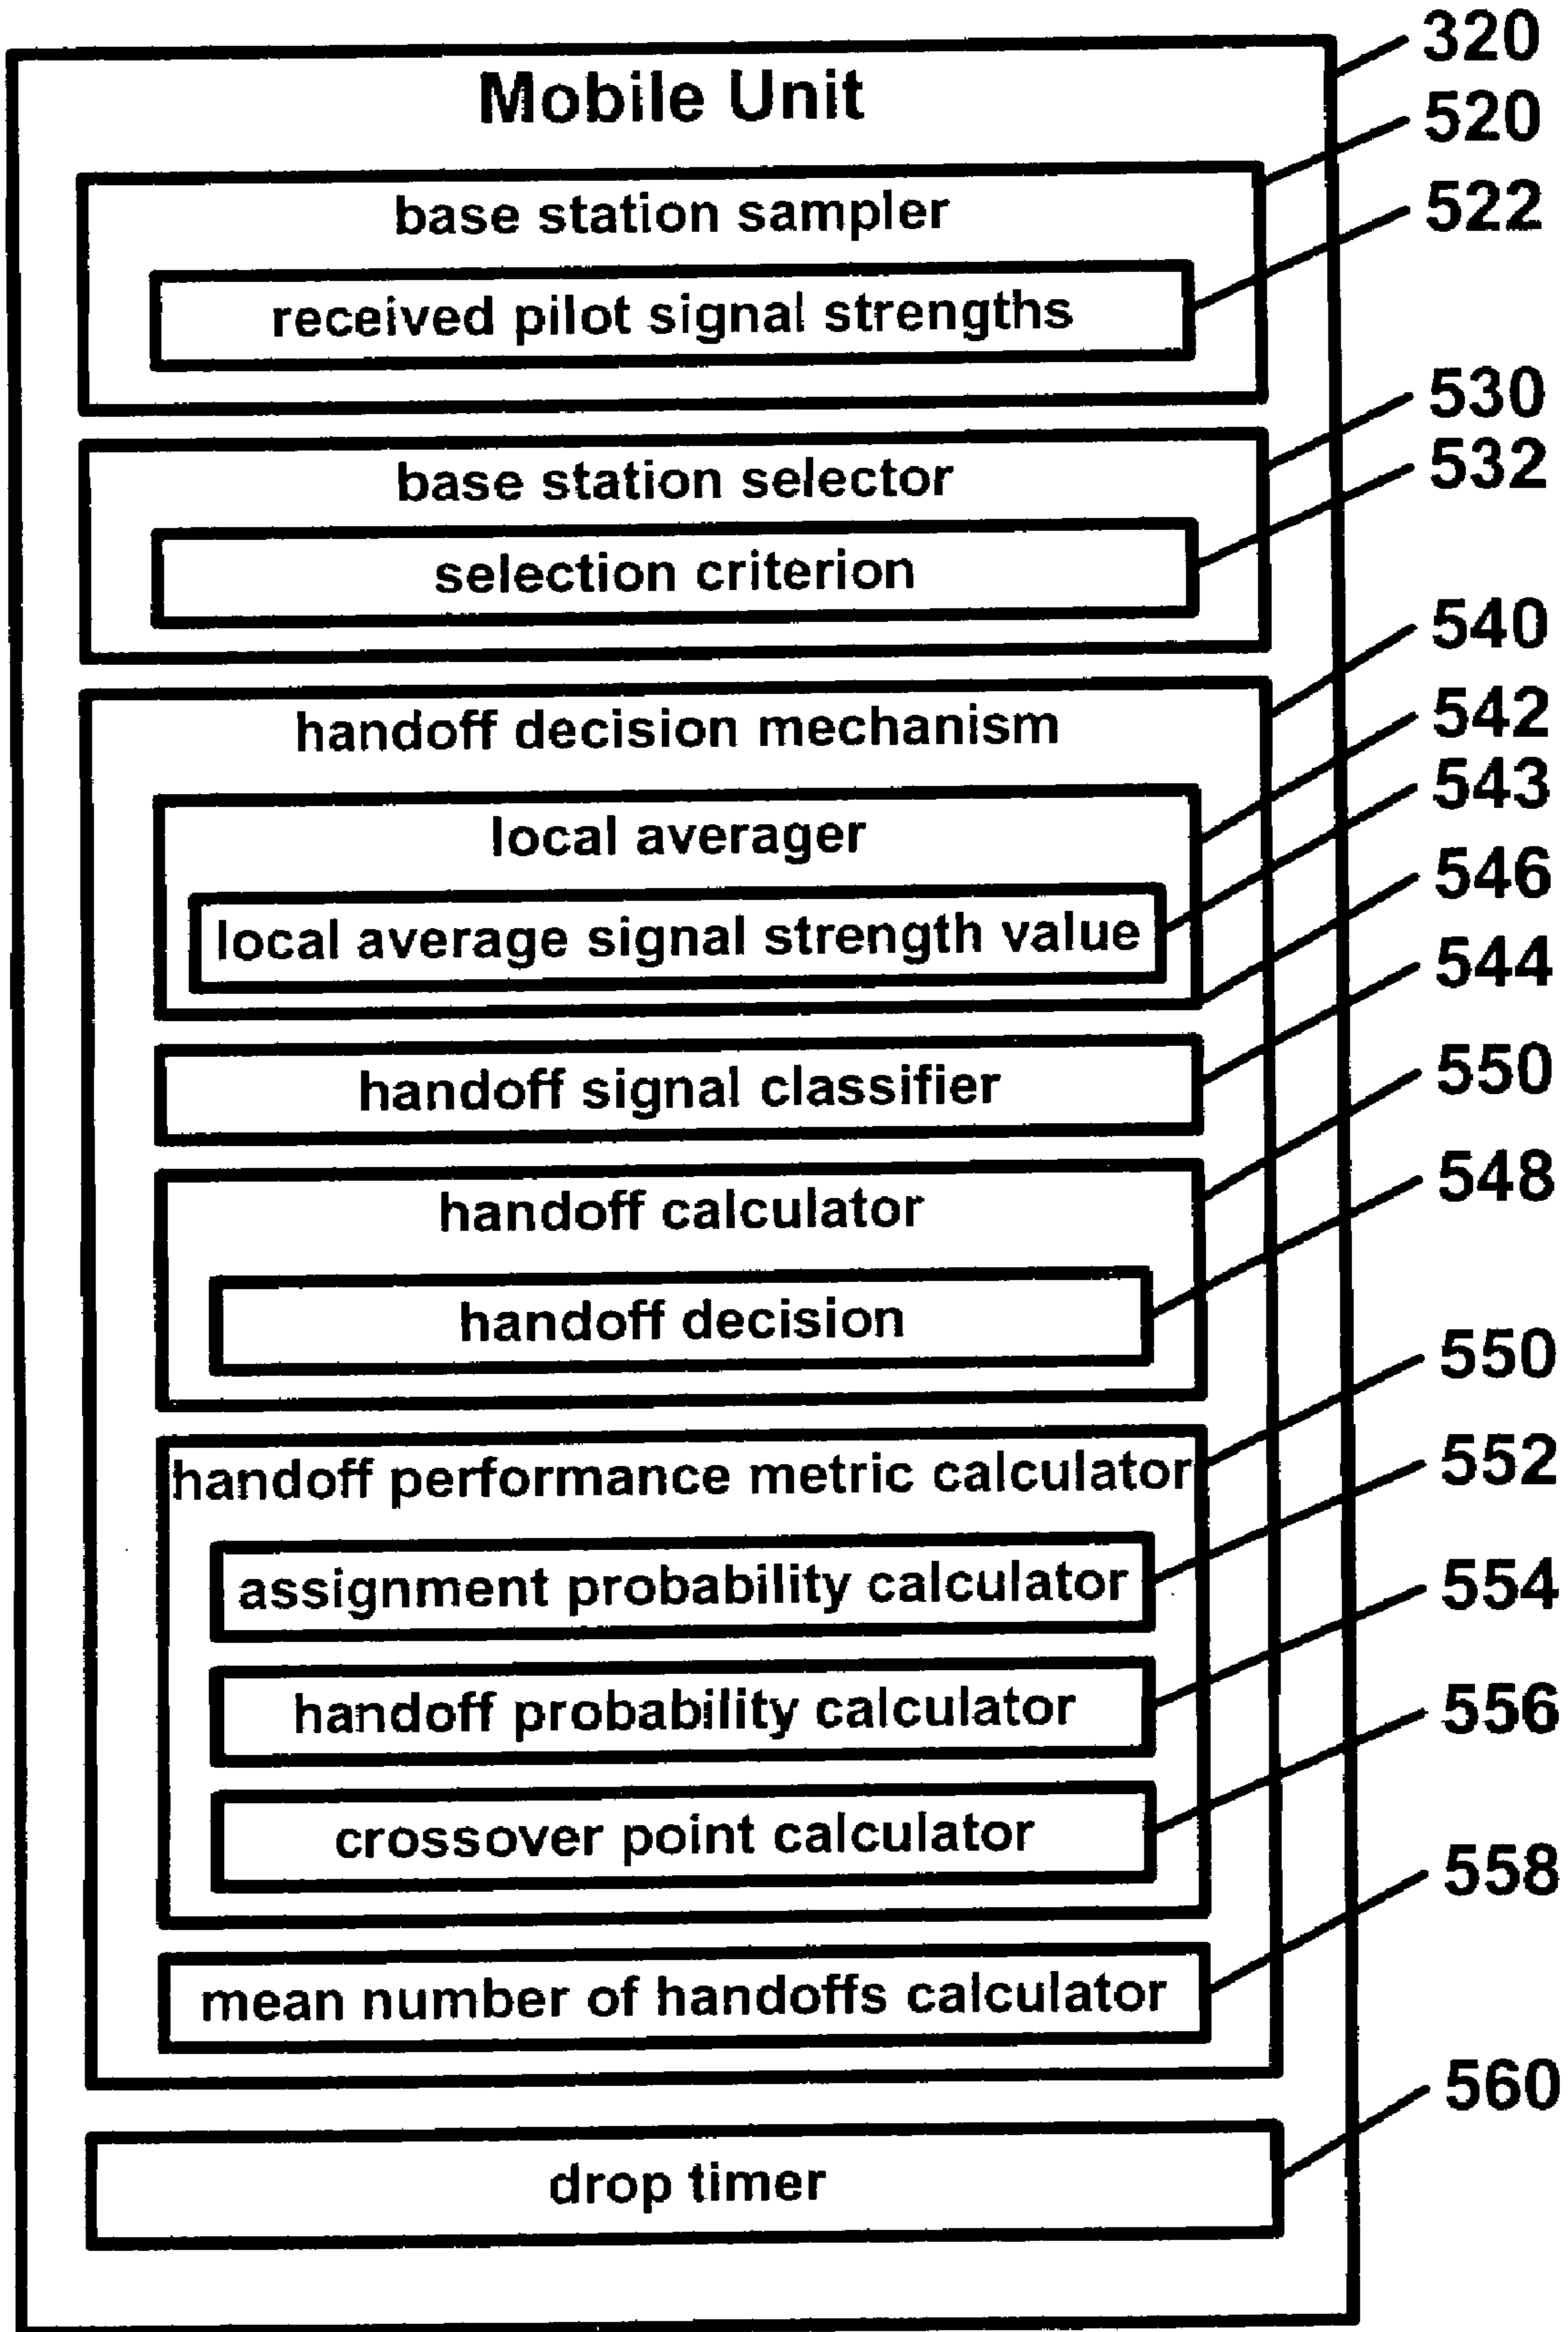 Mobile Unit
320
base station sampler
520
received pilot signal strengths
522
base station selector
530
selection criterion
532
handoff decision mechanism
540
local averager
542
local average signal strength value
543
546
handoff signal classifier
544
handoff calculator
550
handoff decision
548
handoff performance metric calculator
550
assignment probability calculator
552
handoff probability calculator
554
crossover point calculator
556
mean number of handoffs calculator
558
drop timer
560